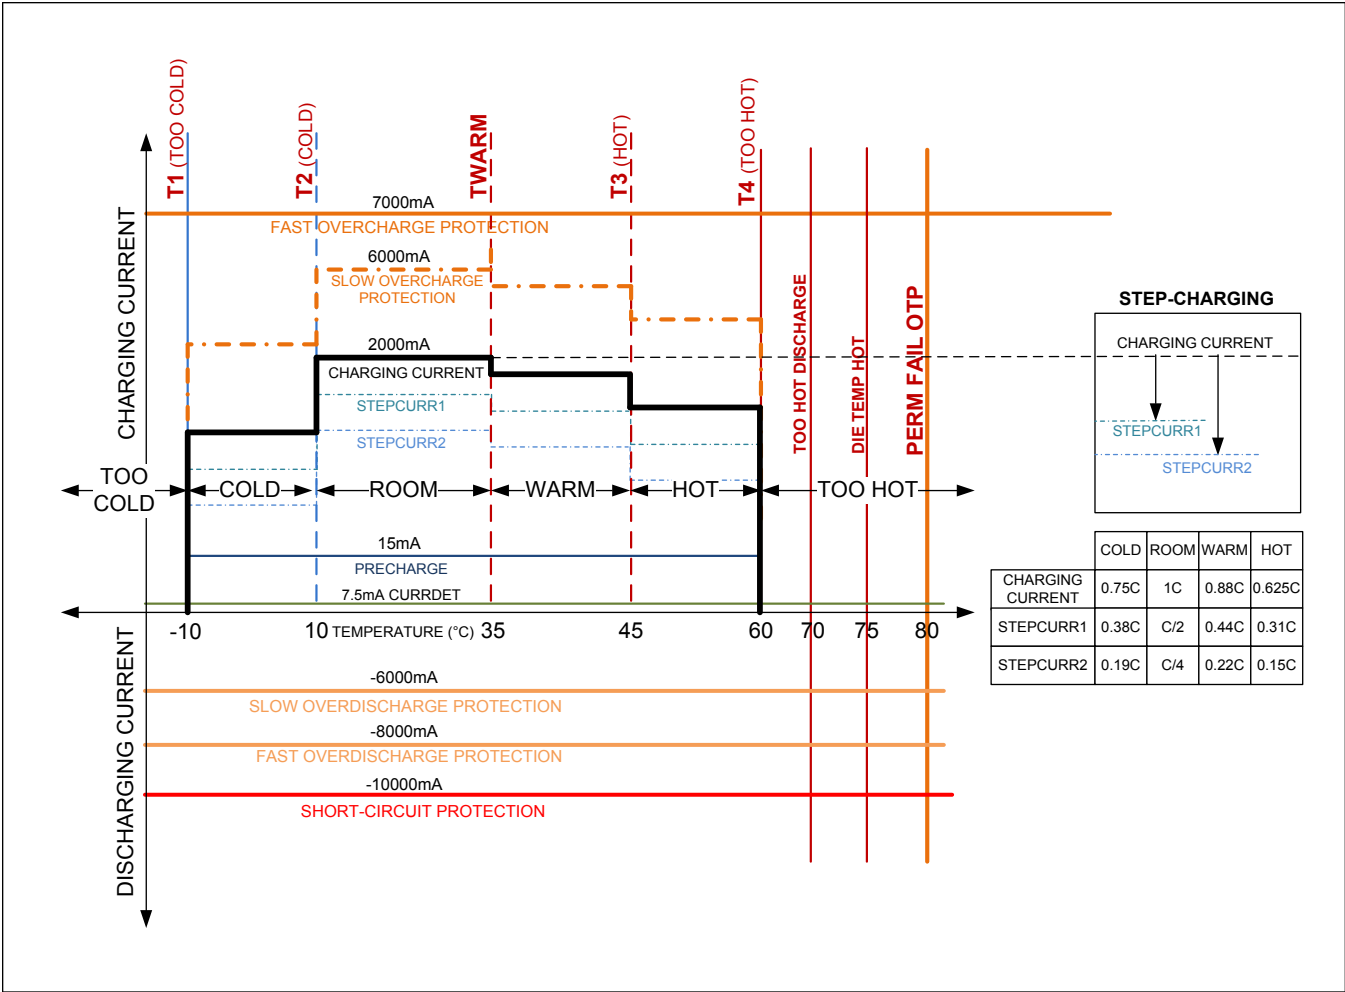 T1 (TOO COLD)
T2 (COLD)
TWARM
T3 (HOT)
T4 (TOO HOT)
CHARGING CURRENT
7000mA
FAST OVERCHARGE PROTECTION
6000mA
SLOW OVERCHARGE
PROTECTION
2000mA
CHARGING CURRENT
STEPCURR1
STEPCURR2
TOO HOT DISCHARGE
DIE TEMP HOT
PERM FAIL OTP
TOO
COLD
COLD
ROOM
WARM
HOT
TOO HOT
15mA
PRECHARGE
7.5mA CURRDET
-10
10
TEMPERATURE (°C)
35
45
60
70
75
80
DISCHARGING CURRENT
-6000mA
SLOW OVERDISCHARGE PROTECTION
-8000mA
FAST OVERDISCHARGE PROTECTION
-10000mA
SHORT-CIRCUIT PROTECTION
STEP-CHARGING
CHARGING CURRENT
STEPCURR1
STEPCURR2
COLD ROOM WARM HOT
CHARGING
CURRENT
0.75C 1C 0.88C 0.625C
STEPCURR1 0.38C C/2 0.44C 0.31C
STEPCURR2 0.19C C/4 0.22C 0.15C